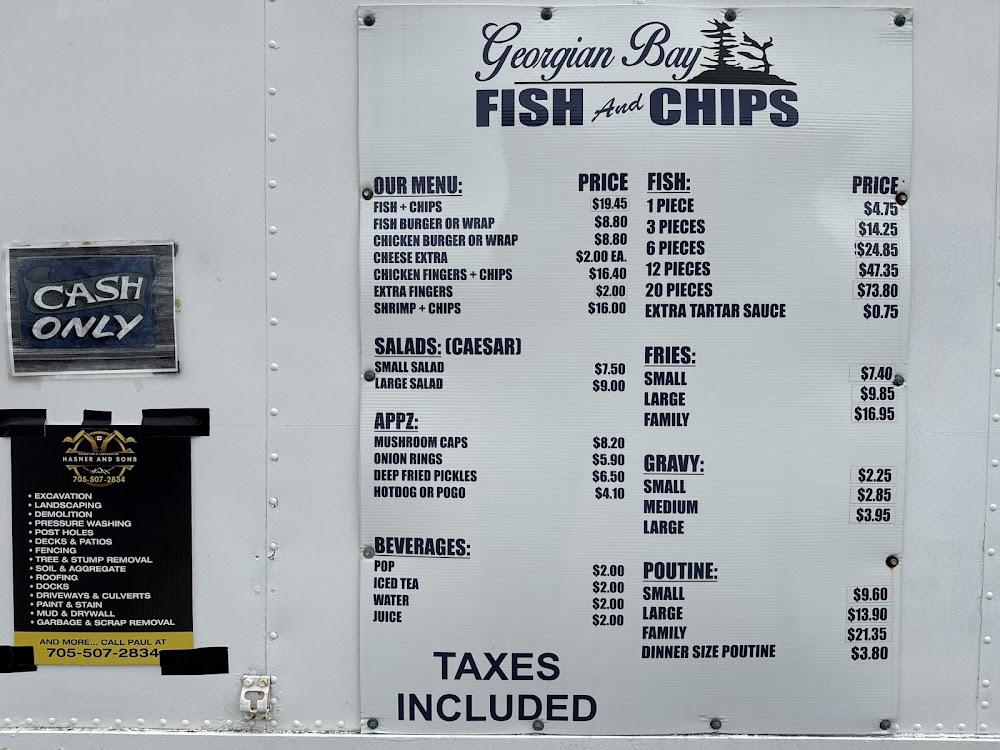 Georgian Bay
FISH And CHIPS
OUR MENU: PRICE
FISH + CHIPS $19.45
FISH BURGER OR WRAP $8.80
CHICKEN BURGER OR WRAP $8.80
CHEESE EXTRA $2.00 EA.
CHICKEN FINGERS + CHIPS $16.40
EXTRA FINGERS $2.00
SHRIMP + CHIPS $16.00
SALADS: (CAESAR)
SMALL SALAD $7.50
LARGE SALAD $9.00
APPZ:
MUSHROOM CAPS $8.20
ONION RINGS $5.90
DEEP FRIED PICKLES $6.50
HOTDOG OR POGO $4.10
BEVERAGES:
POP $2.00
ICED TEA $2.00
WATER $2.00
JUICE $2.00
FISH: PRICE
1 PIECE $4.75
3 PIECES $14.25
6 PIECES $24.85
12 PIECES $47.35
20 PIECES $73.80
EXTRA TARTAR SAUCE $0.75
FRIES:
SMALL $7.40
LARGE $9.85
FAMILY $16.95
GRAVY:
SMALL $2.25
MEDIUM $2.85
LARGE $3.95
POUTINE:
SMALL $9.60
LARGE $13.90
FAMILY $21.35
DINNER SIZE POUTINE $3.80
TAXES
INCLUDED
CASH
ONLY
HASNER AND SONS
705-507-2834
• EXCAVATION
• LANDSCAPING
• DEMOLITION
• PRESSURE WASHING
• POST HOLES
• DECKS & PATIOS
• FENCING
• TREE & STUMP REMOVAL
• SOIL & AGGREGATE
• ROOFING
• DOCKS
• DRIVEWAYS & CULVERTS
• PAINT & STAIN
• MUD & DRYWALL
• GARBAGE & SCRAP REMOVAL
AND MORE... CALL PAUL AT
705-507-2834